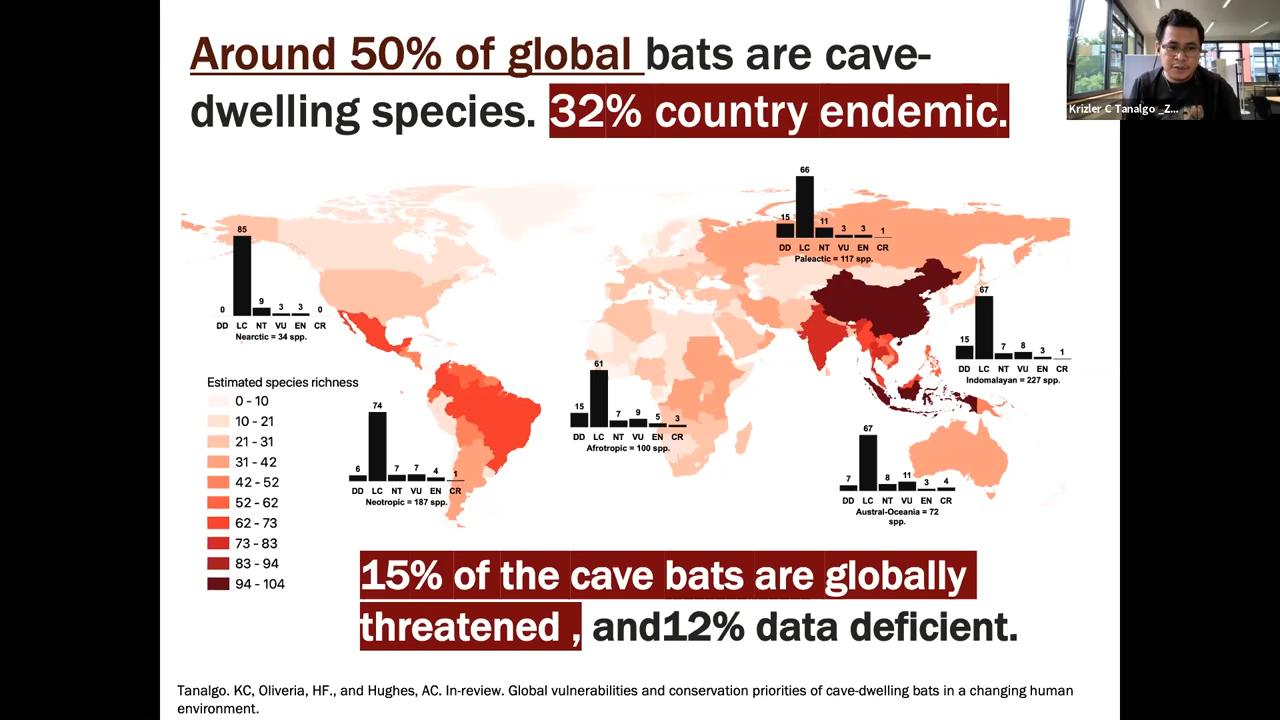 Around 50% of global bats are cave-
dwelling species. 32% country endemic.
Krizler C Tanalgo _Z...
66
15 11 3 3 1
DD LC NT VU EN CR
Paleactic = 117 spp.
85
0 9 3 3 0
DD LC NT VU EN CR
Nearctic = 34 spp.
67
15 7 8 3 1
DD LC NT VU EN CR
Indomalayan = 227 spp.
61
15 7 9 5 3
DD LC NT VU EN CR
Afrotropic = 100 spp.
74
6 7 7 4 1
DD LC NT VU EN CR
Neotropic = 187 spp.
67
7 8 11 3 4
DD LC NT VU EN CR
Austral-Oceania = 72
spp.
Estimated species richness
0 - 10
10 - 21
21 - 31
31 - 42
42 - 52
52 - 62
62 - 73
73 - 83
83 - 94
94 - 104
15% of the cave bats are globally
threatened , and12% data deficient.
Tanalgo. KC, Oliveria, HF., and Hughes, AC. In-review. Global vulnerabilities and conservation priorities of cave-dwelling bats in a changing human
environment.